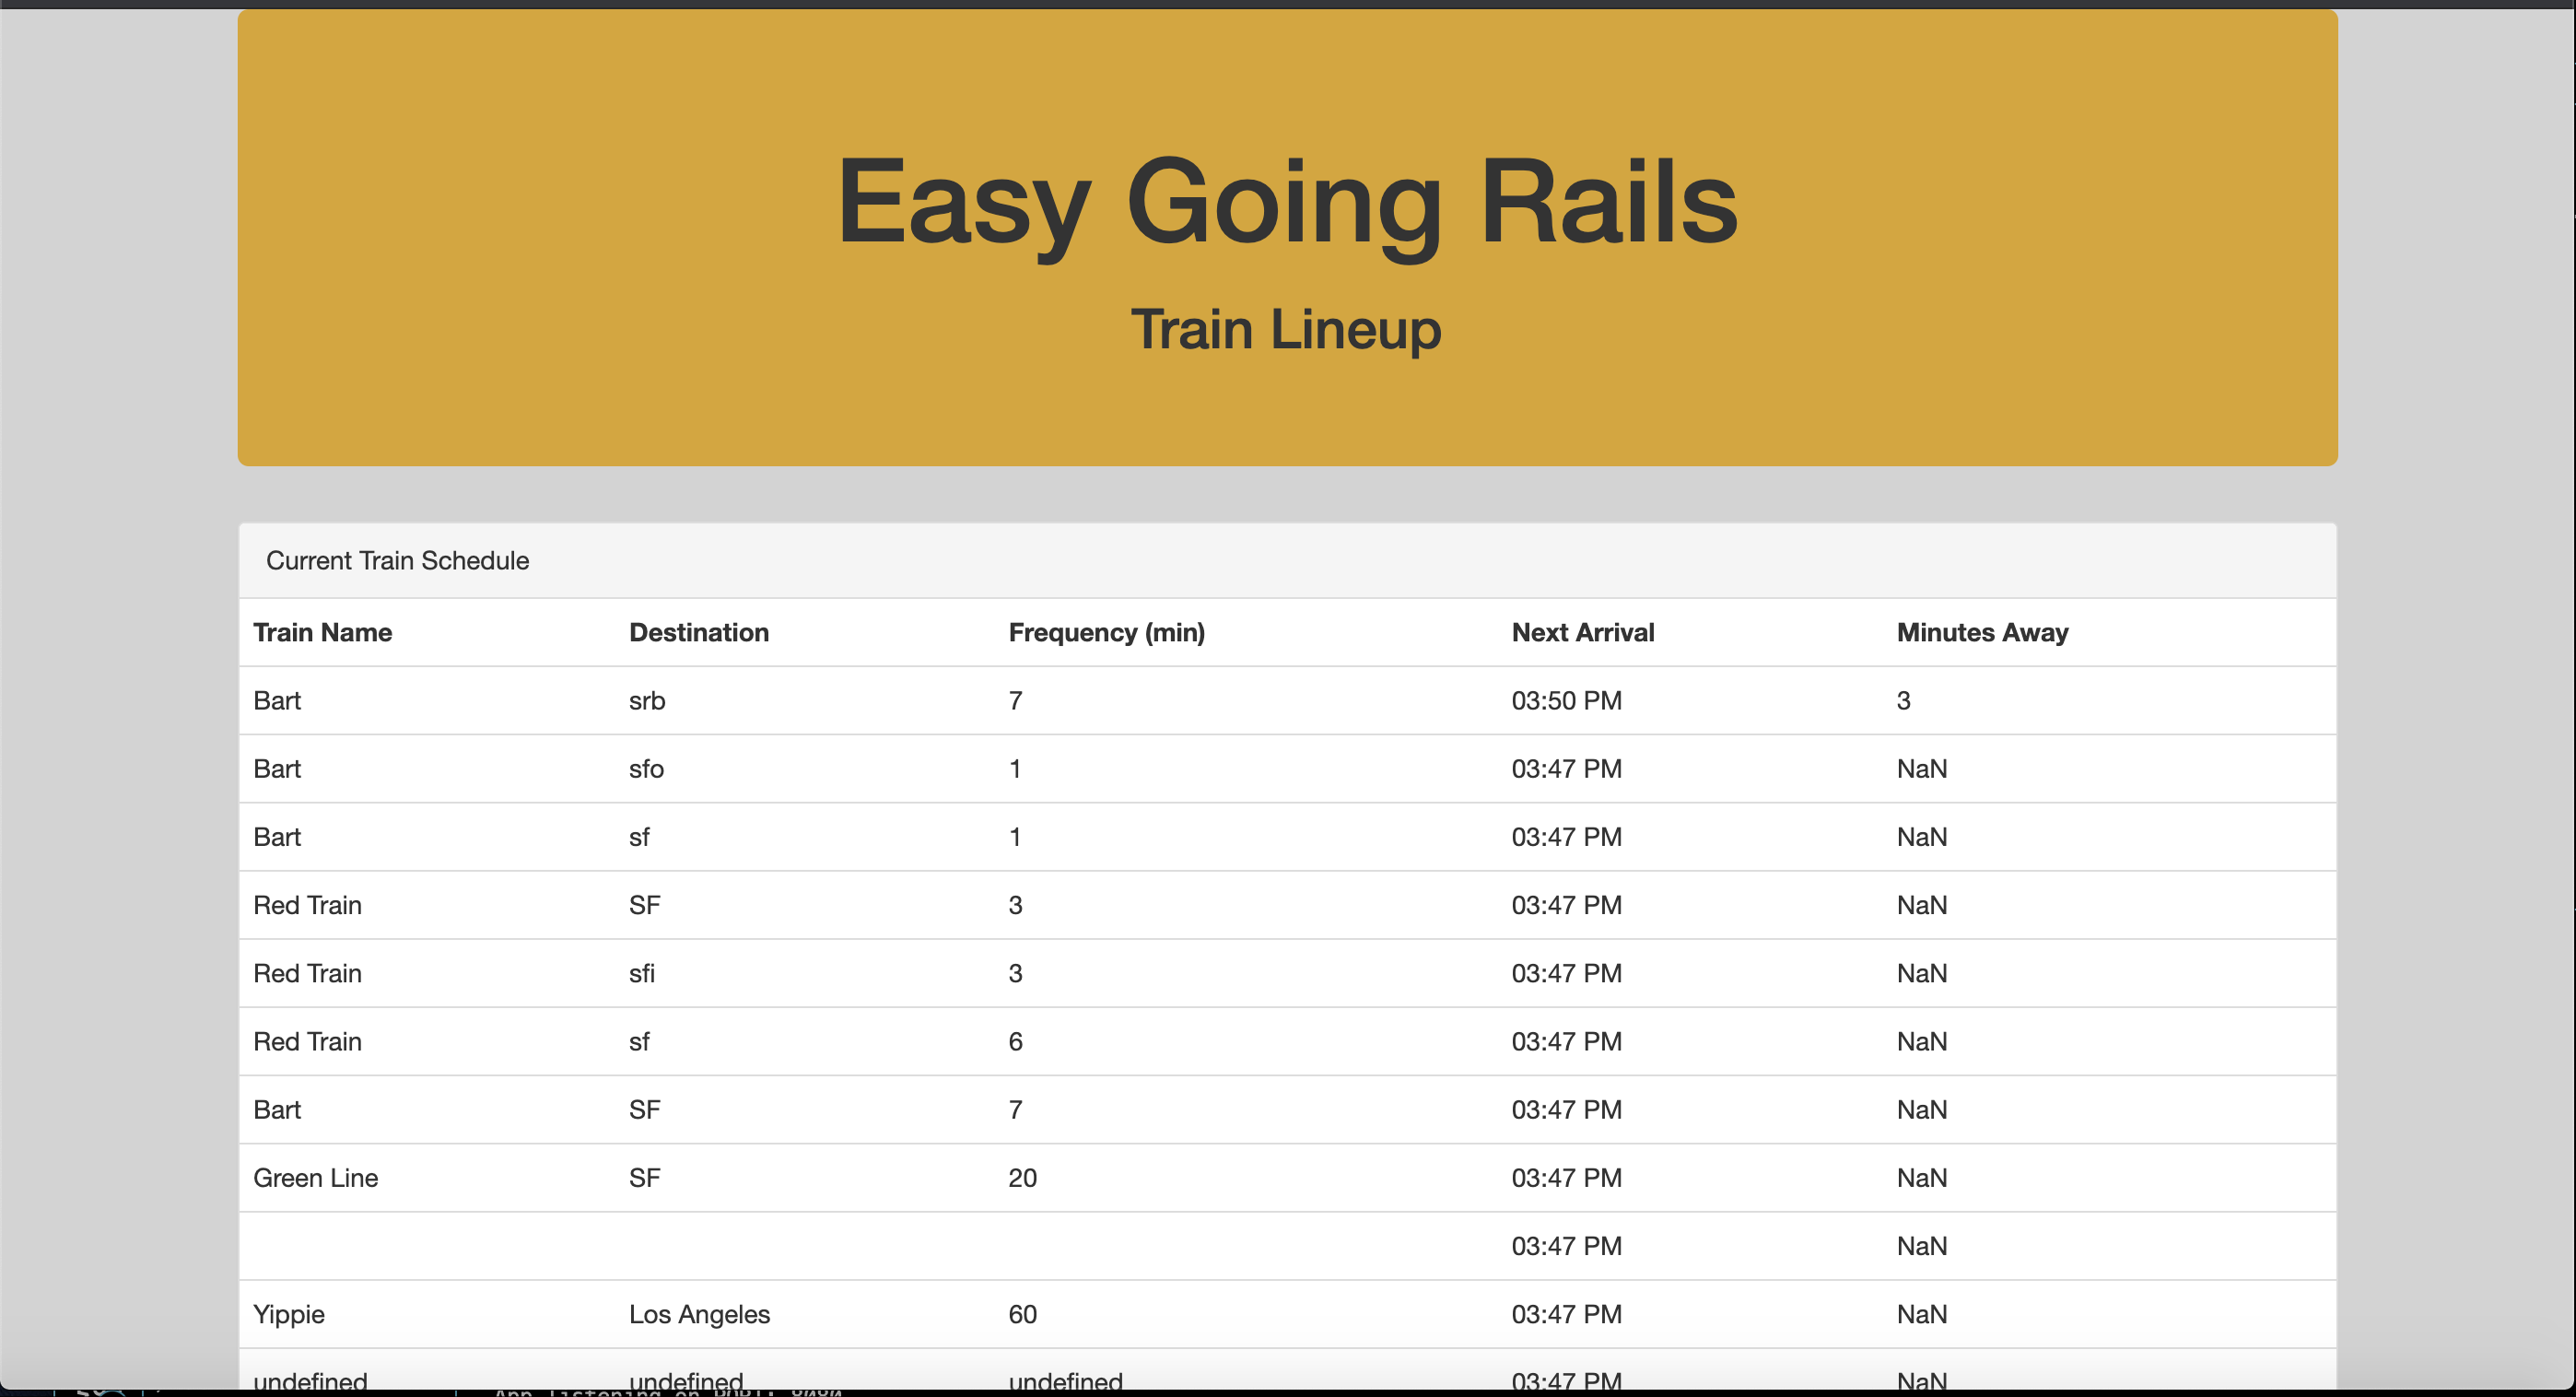 Easy Going Rails
Train Lineup
Current Train Schedule
Train Name Destination Frequency (min) Next Arrival Minutes Away
Bart srb 7 03:50 PM 3
Bart sfo 1 03:47 PM NaN
Bart sf 1 03:47 PM NaN
Red Train SF 3 03:47 PM NaN
Red Train sfi 3 03:47 PM NaN
Red Train sf 6 03:47 PM NaN
Bart SF 7 03:47 PM NaN
Green Line SF 20 03:47 PM NaN
03:47 PM NaN
Yippie Los Angeles 60 03:47 PM NaN
undefined undefined undefined 03:47 PM NaN
App listening on PORT: 8080